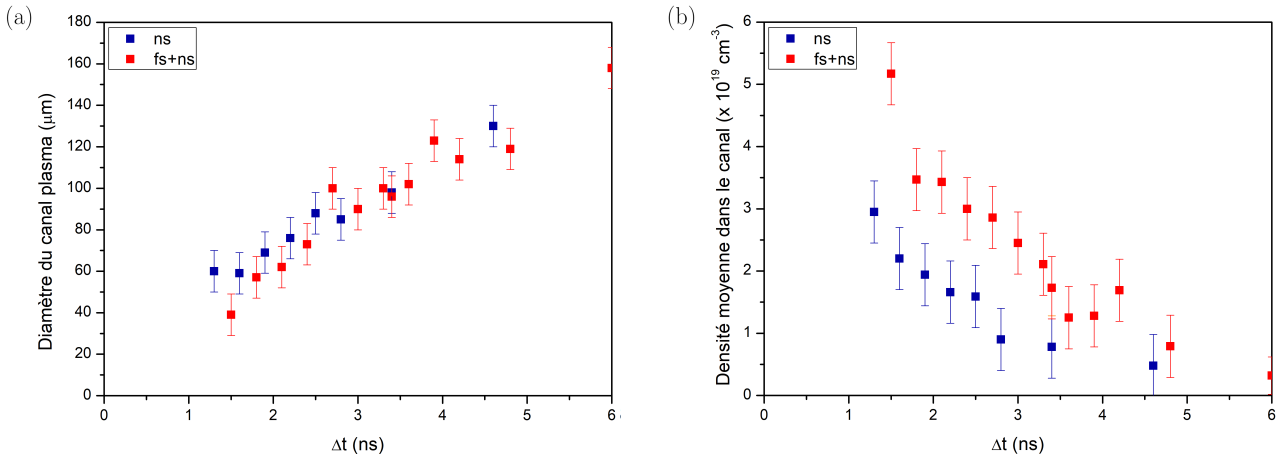 (a)
180
160
140
120
100
80
60
40
20
0
Diamètre du canal plasma (µm)
ns
fs+ns
0 1 2 3 4 5 6
Δt (ns)
(b)
6
5
4
3
2
1
0
Densité moyenne dans le canal (x 10¹⁹ cm⁻³)
ns
fs+ns
0 1 2 3 4 5 6
Δt (ns)